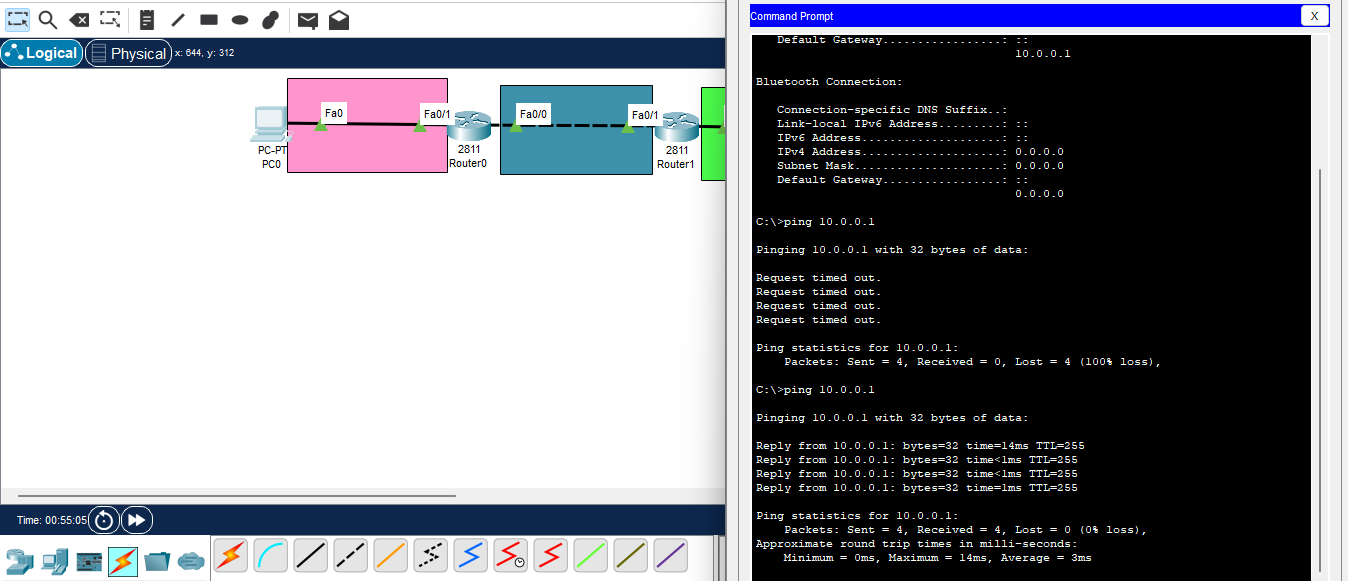 Logical
Physical
x: 644, y: 312
Fa0
Fa0/1
Fa0/0
Fa0/1
PC-PT
PC0
2811
Router0
2811
Router1
Time: 00:55:05
Command Prompt
X
Default Gateway.................: ::
10.0.0.1
Bluetooth Connection:
Connection-specific DNS Suffix..:
Link-local IPv6 Address.........: ::
IPv6 Address....................: ::
IPv4 Address....................: 0.0.0.0
Subnet Mask.....................: 0.0.0.0
Default Gateway.................: ::
0.0.0.0
C:\>ping 10.0.0.1
Pinging 10.0.0.1 with 32 bytes of data:
Request timed out.
Request timed out.
Request timed out.
Request timed out.
Ping statistics for 10.0.0.1:
Packets: Sent = 4, Received = 0, Lost = 4 (100% loss),
C:\>ping 10.0.0.1
Pinging 10.0.0.1 with 32 bytes of data:
Reply from 10.0.0.1: bytes=32 time=14ms TTL=255
Reply from 10.0.0.1: bytes=32 time<1ms TTL=255
Reply from 10.0.0.1: bytes=32 time<1ms TTL=255
Reply from 10.0.0.1: bytes=32 time=1ms TTL=255
Ping statistics for 10.0.0.1:
Packets: Sent = 4, Received = 4, Lost = 0 (0% loss),
Approximate round trip times in milli-seconds:
Minimum = 0ms, Maximum = 14ms, Average = 3ms